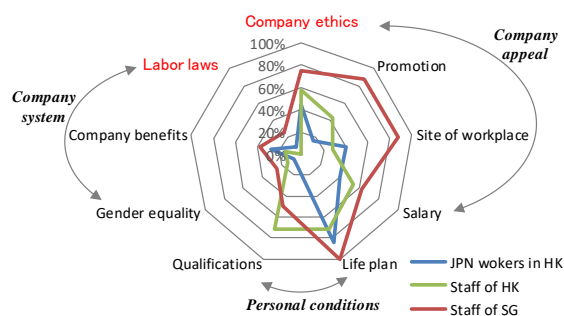 Company ethics
Company
appeal
100%
80%
60%
40%
20%
0%
Promotion
Labor laws
Company
system
Company benefits
Site of workplace
Gender equality
Salary
Qualifications
Life plan
Personal conditions
JPN wokers in HK
Staff of HK
Staff of SG